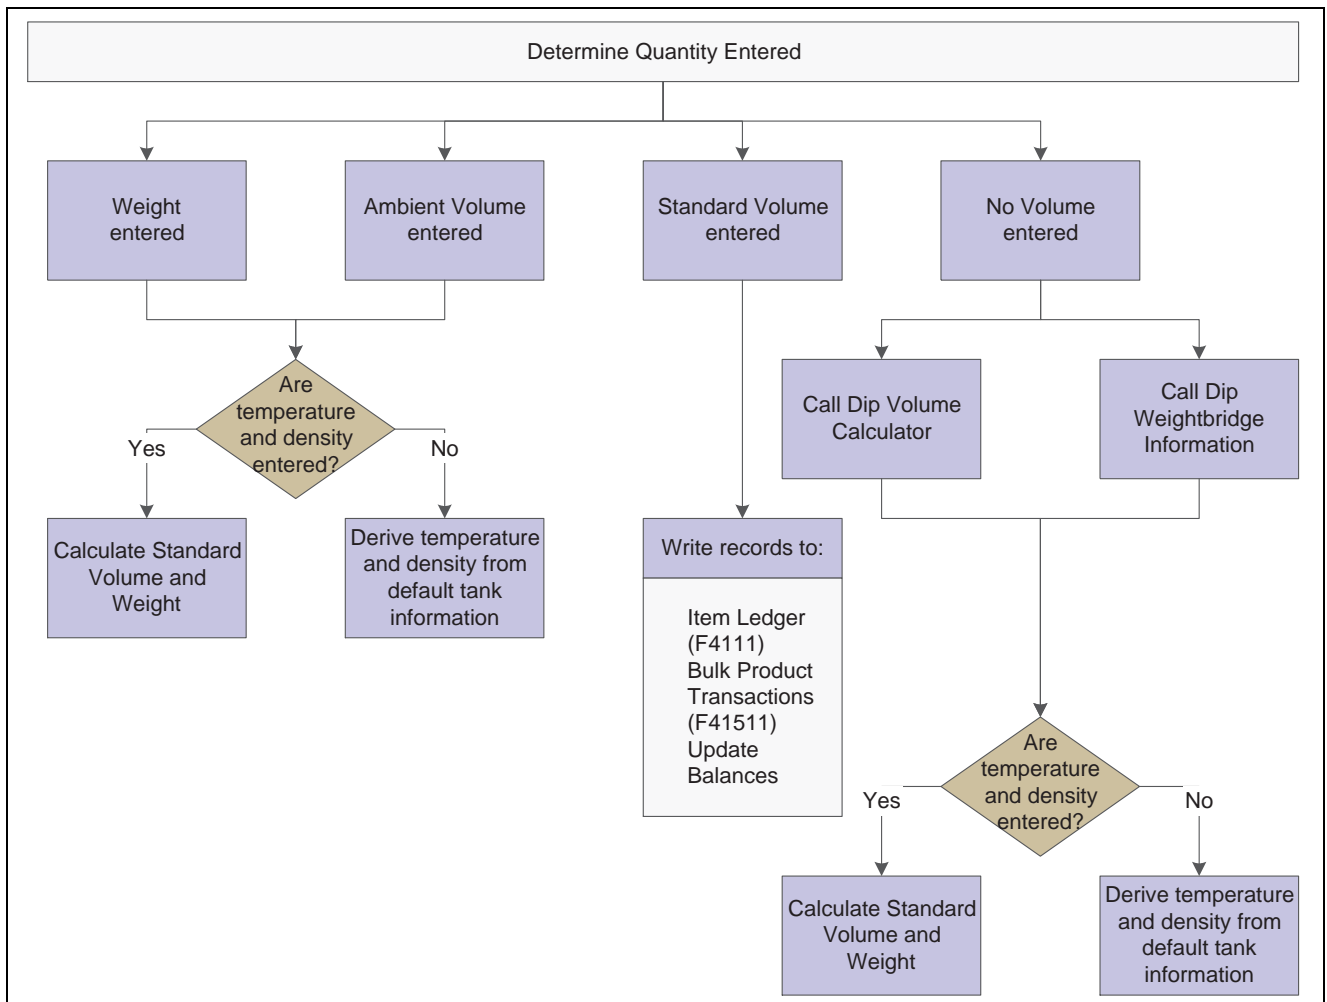 Determine Quantity Entered
Weight
entered
Ambient Volume
entered
Standard Volume
entered
No Volume
entered
Are
temperature
and density
entered?
Yes
No
Calculate Standard
Volume and
Weight
Derive temperature
and density from
default tank
information
Write records to:
Item Ledger
(F4111)
Bulk Product
Transactions
(F41511)
Update
Balances
Call Dip Volume
Calculator
Call Dip
Weightbridge
Information
Are
temperature
and density
entered?
Yes
No
Calculate Standard
Volume and
Weight
Derive temperature
and density from
default tank
information